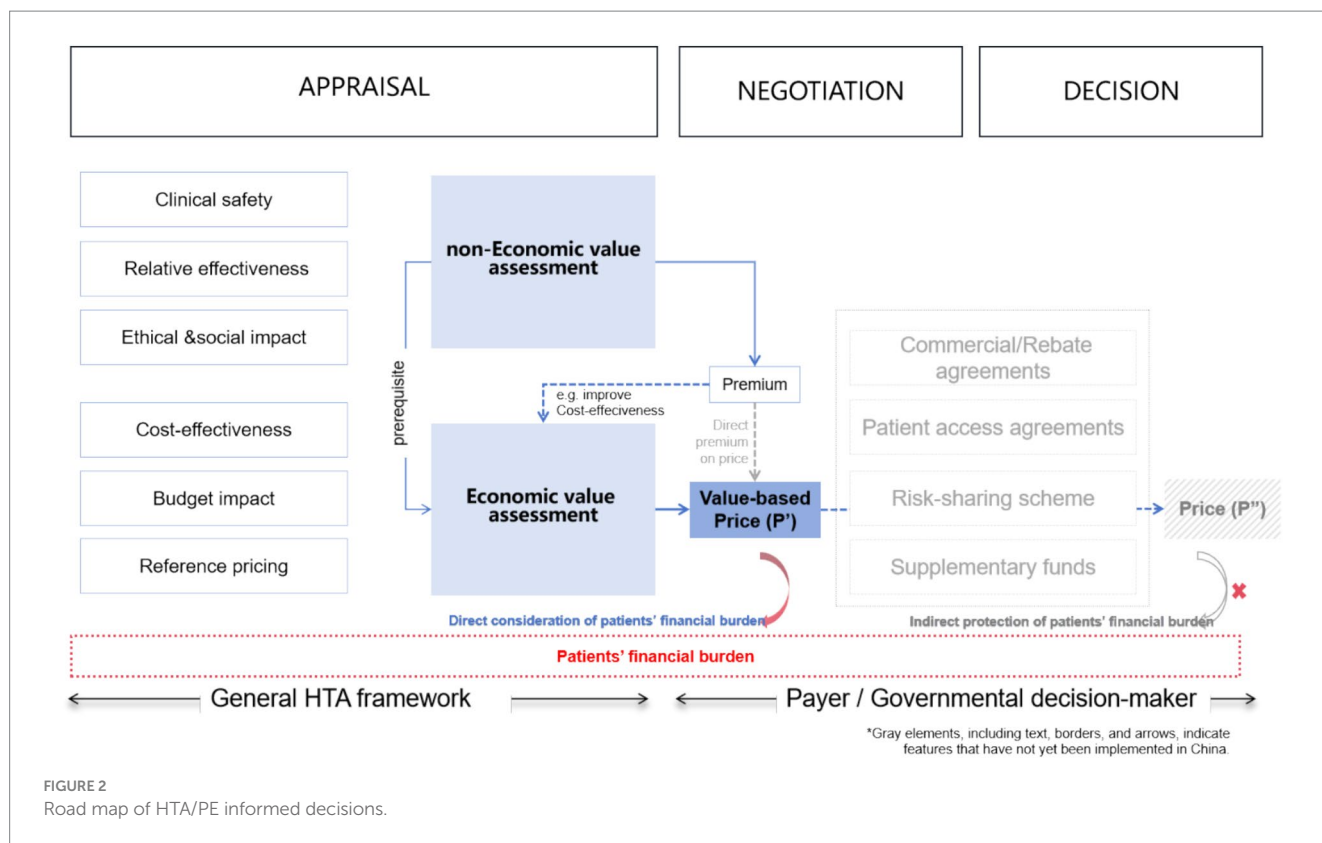 APPRAISAL
NEGOTIATION
DECISION
Clinical safety
Relative effectiveness
Ethical &social impact
Cost-effectiveness
Budget impact
Reference pricing
non-Economic value
assessment
prerequisite
Premium
e.g. improve
Cost-effeciveness
Direct
premium
on price
Economic value
assessment
Value-based
Price (P')
Commercial/Rebate
agreements
Patient access agreements
Risk-sharing scheme
Supplementary funds
Price (P")
Direct consideration of patients' financial burden
Indirect protection of patients' financial burden
Patients' financial burden
General HTA framework
Payer / Governmental decision-maker
*Gray elements, including text, borders, and arrows, indicate
features that have not yet been implemented in China.
FIGURE 2
Road map of HTA/PE informed decisions.